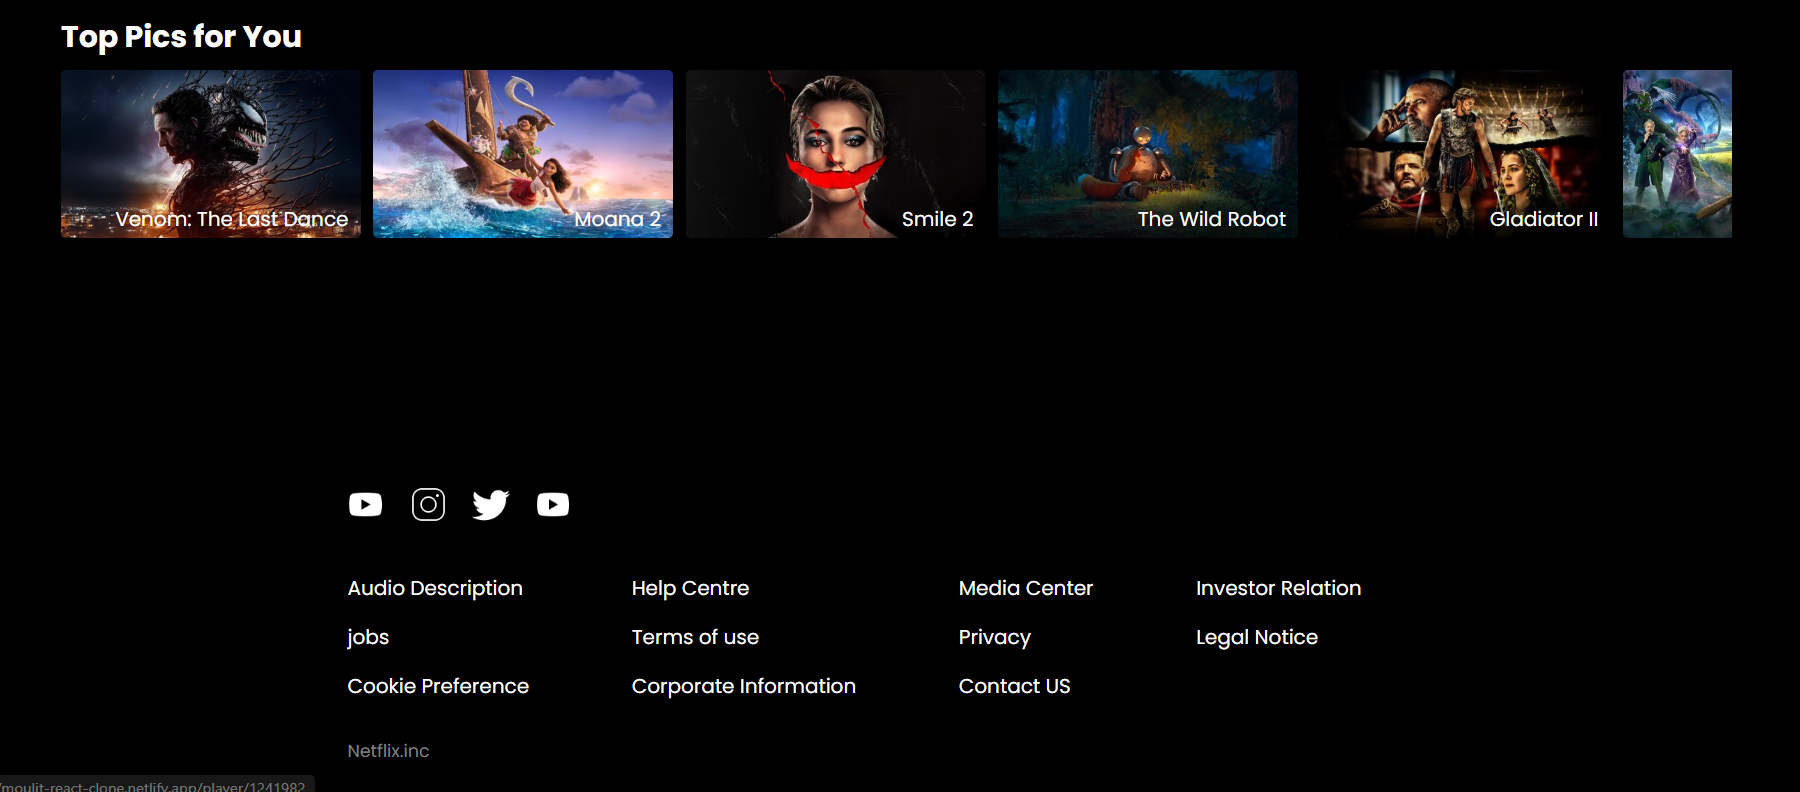 Top Pics for You
Venom: The Last Dance
Moana 2
Smile 2
The Wild Robot
Gladiator II
Audio Description
Help Centre
Media Center
Investor Relation
jobs
Terms of use
Privacy
Legal Notice
Cookie Preference
Corporate Information
Contact US
Netflix.inc
/moulit-react-clone.netlify.app/player/1241982